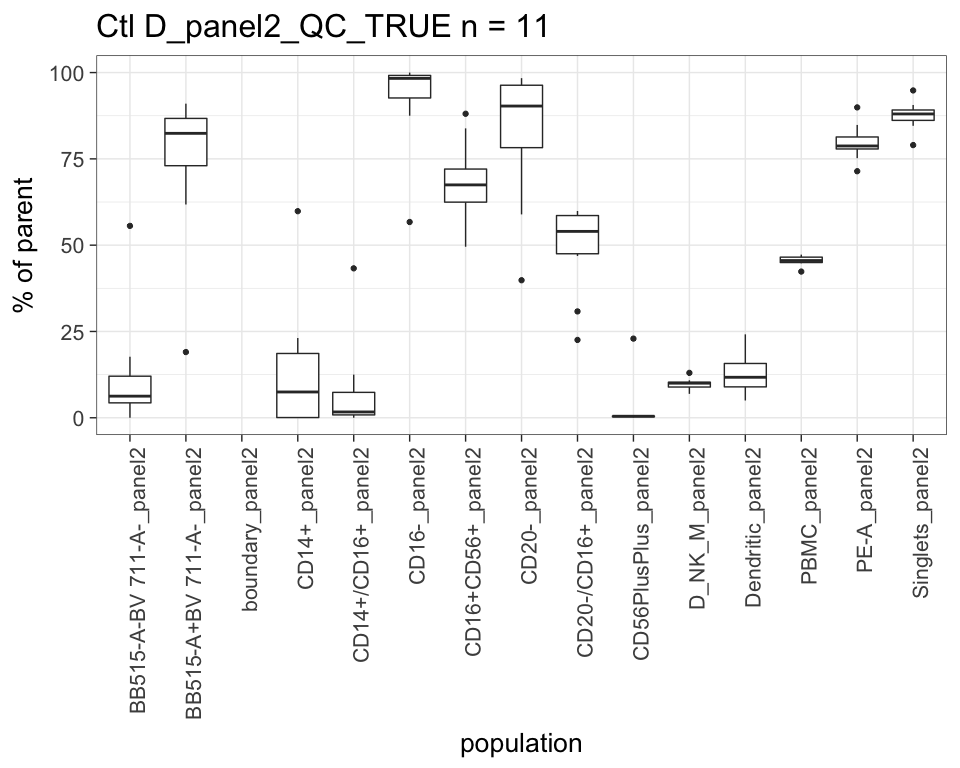 Ctl D_panel2_QC_TRUE n = 11
% of parent
100
75
50
25
0
BB515-A-BV 711-A-_panel2
BB515-A+BV 711-A-_panel2
boundary_panel2
CD14+_panel2
CD14+/CD16+_panel2
CD16-_panel2
CD16+CD56+_panel2
CD20-_panel2
CD20-/CD16+_panel2
CD56PlusPlus_panel2
D_NK_M_panel2
Dendritic_panel2
PBMC_panel2
PE-A_panel2
Singlets_panel2
population